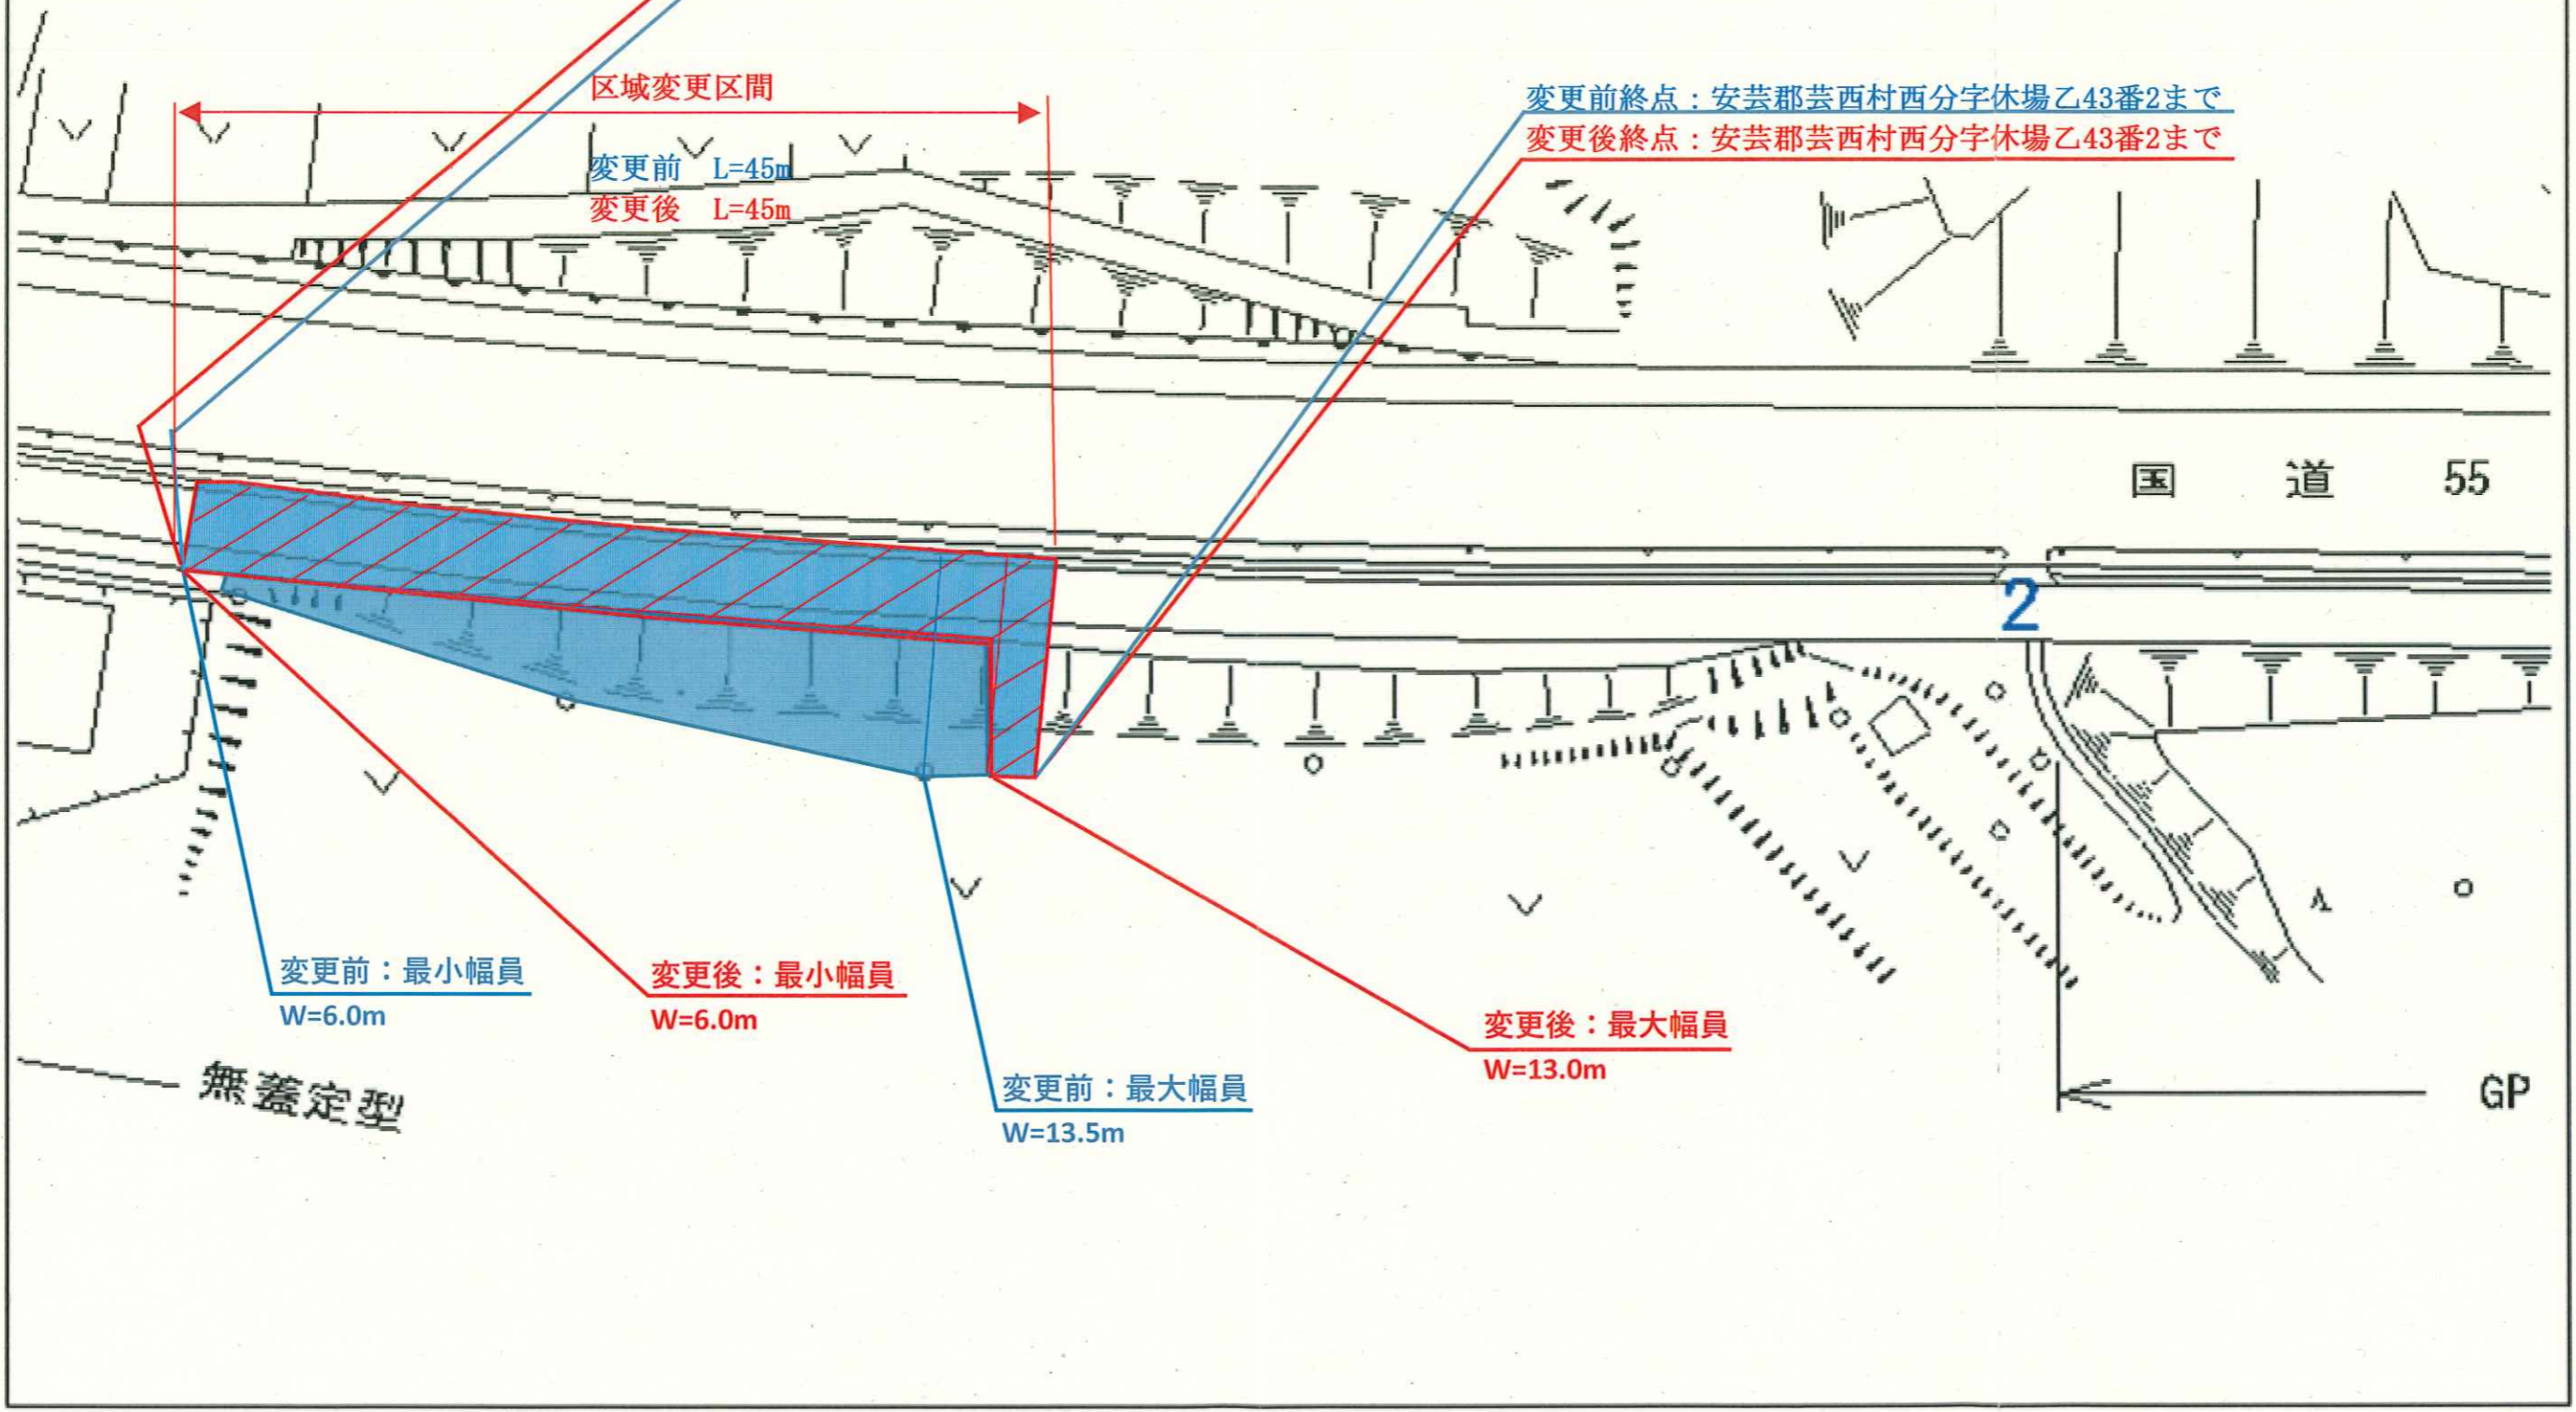 区域変更区間
変更前終点：安芸郡芸西村西分字休場乙43番2まで
変更後終点：安芸郡芸西村西分字休場乙43番2まで
変更前 L=45m
変更後 L=45m
国道 55
2
変更前：最小幅員
W=6.0m
変更後：最小幅員
W=6.0m
変更後：最大幅員
W=13.0m
変更前：最大幅員
W=13.5m
無蓋定型
GP